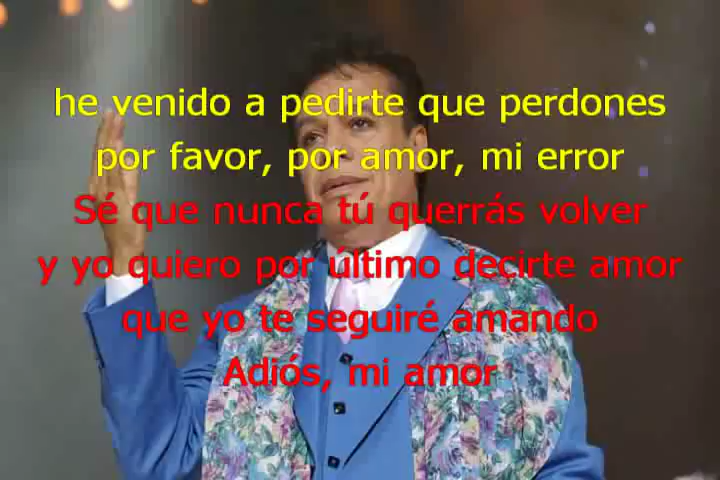 he venido a pedirte que perdones
por favor, por amor, mi error
Sé que nunca tú querrás volver
y yo quiero por último decirte amor
que yo te seguiré amando
Adiós, mi amor